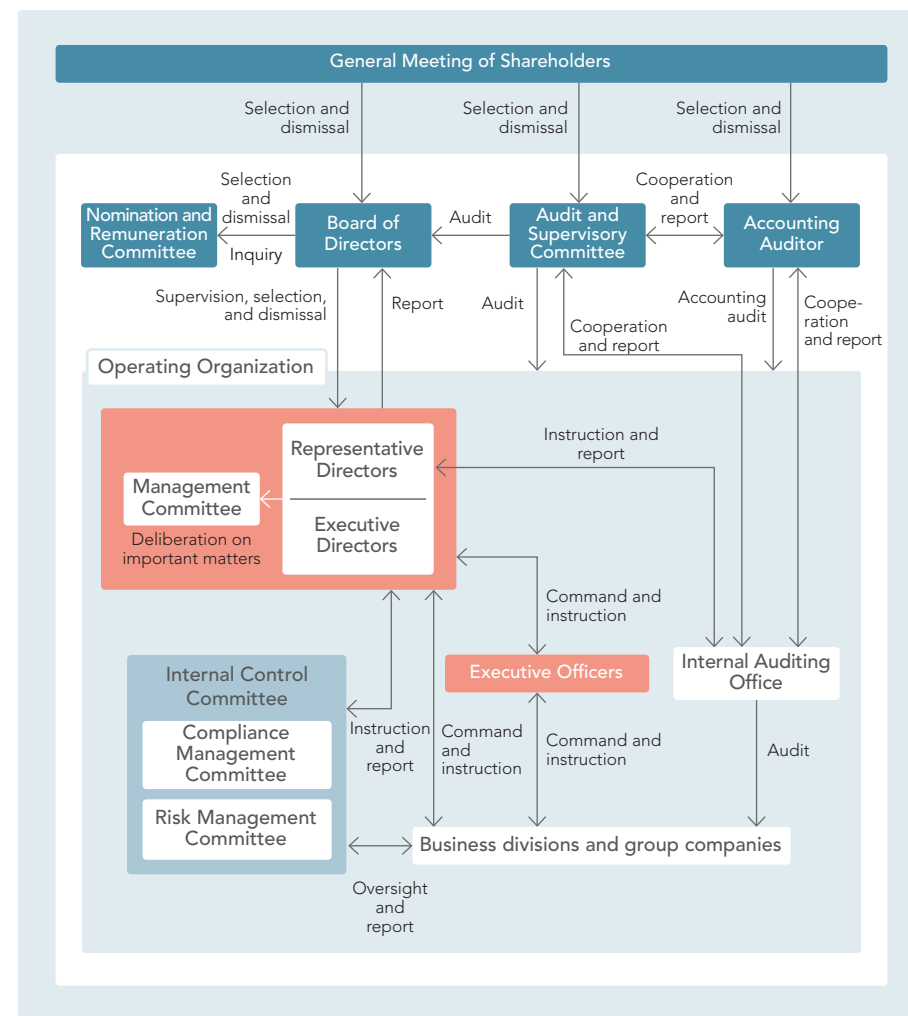 General Meeting of Shareholders
Selection and
dismissal
Selection and
dismissal
Selection and
dismissal
Nomination and
Remuneration
Committee
Selection
and
dismissal
Inquiry
Board of
Directors
Audit
Audit and
Supervisory
Committee
Cooperation
and
report
Accounting
Auditor
Supervision, selection,
and dismissal
Report
Audit
Cooperation
and report
Accounting
audit
Coope-
ration
and report
Operating Organization
Management
Committee
Deliberation on
important matters
Representative
Directors
Executive
Directors
Instruction and
report
Command and
instruction
Executive Officers
Internal Auditing
Office
Internal Control
Committee
Compliance
Management
Committee
Risk Management
Committee
Instruction
and
report
Command
and
instruction
Command and
instruction
Audit
Business divisions and group companies
Oversight
and
report